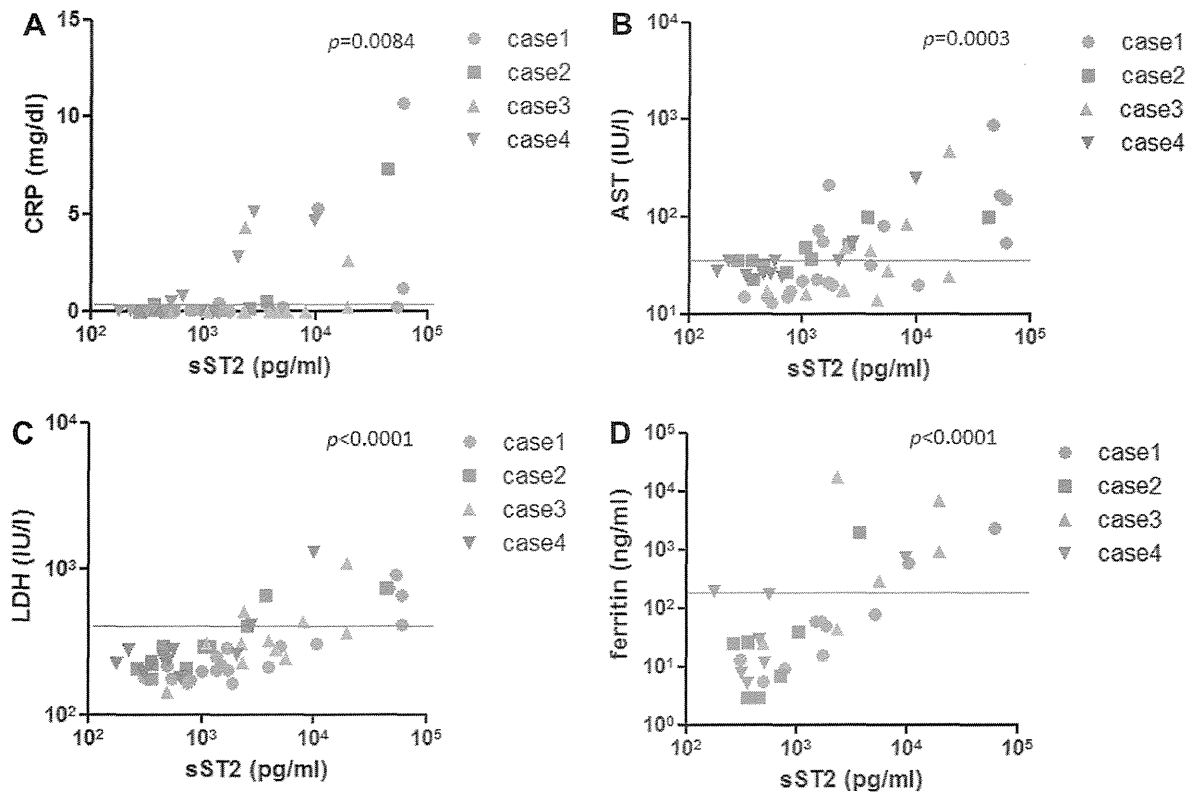 A
p=0.0084
CRP (mg/dl)
15
10
5
0
10² 10³ 10⁴ 10⁵
sST2 (pg/ml)
case1
case2
case3
case4
B
p=0.0003
AST (IU/l)
10⁴
10³
10²
10¹
10² 10³ 10⁴ 10⁵
sST2 (pg/ml)
case1
case2
case3
case4
C
p<0.0001
LDH (IU/l)
10⁴
10³
10²
10² 10³ 10⁴ 10⁵
sST2 (pg/ml)
case1
case2
case3
case4
D
p<0.0001
ferritin (ng/ml)
10⁵
10⁴
10³
10²
10¹
10⁰
10² 10³ 10⁴ 10⁵
sST2 (pg/ml)
case1
case2
case3
case4